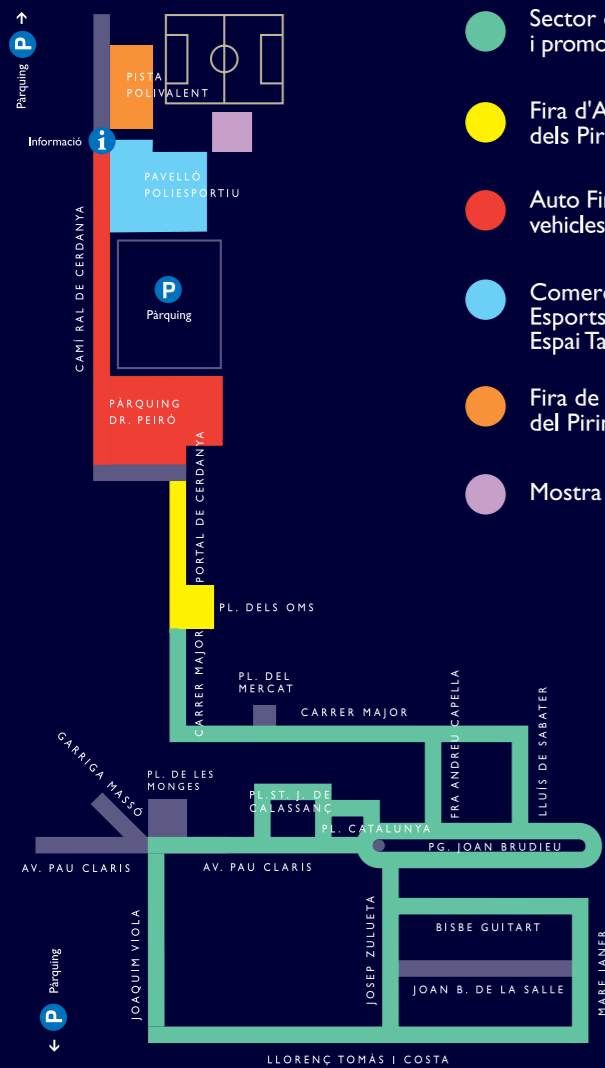 Pàrquing
P
PISTA
POLIVALENT
Informació
i
PAVELLÓ
POLIESPORTIU
CAMÍ RAL DE CERDANYA
P
Pàrquing
PÀRQUING
DR. PEIRÓ
PORTAL DE CERDANYA
PL. DELS OMS
CARRER MAJOR
PL. DEL
MERCAT
CARRER MAJOR
FRA ANDREU CAPELLA
LLUÍS DE SABATER
GARRIGA MASSÓ
PL. DE LES
MONGES
PL. ST. J. DE
CALASSANÇ
PL. CATALUNYA
PG. JOAN BRUDIEU
AV. PAU CLARIS
AV. PAU CLARIS
JOAQUIM VIOLA
JOSEP ZULUETA
BISBE GUITART
JOAN B. DE LA SALLE
MARE JANER
LLORENÇ TOMÀS I COSTA
Pàrquing
P
Sector
i promo
Fira d'A
dels Pir
Auto Fir
vehicles
Comerc
Esports
Espai Ta
Fira de
del Pirin
Mostra